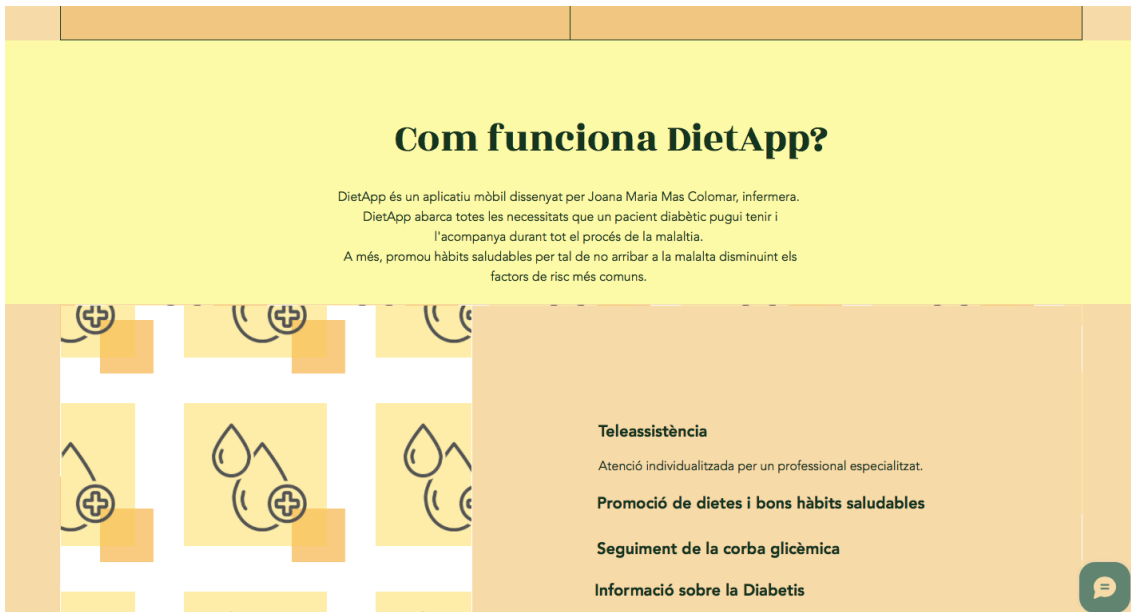 Com funciona DietApp?
DietApp és un aplicatiu mòbil dissenyat per Joana Maria Mas Colomar, infermera.
DietApp abarca totes les necessitats que un pacient diabètic pugui tenir i
l'acompanya durant tot el procés de la malaltia.
A més, promou hàbits saludables per tal de no arribar a la malalta disminuint els
factors de risc més comuns.
Teleassistència
Atenció individualitzada per un professional especialitzat.
Promoció de dietes i bons hàbits saludables
Seguiment de la corba glicèmica
Informació sobre la Diabetis